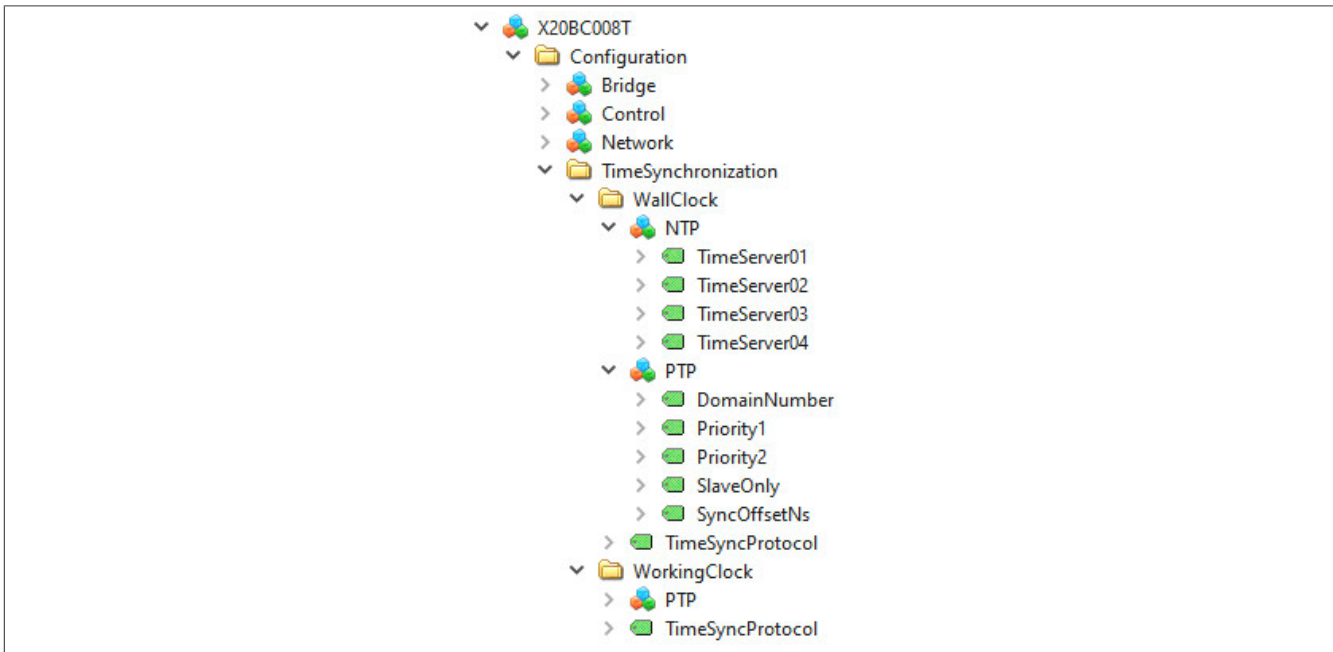 X20BC008T
Configuration
Bridge
Control
Network
TimeSynchronization
WallClock
NTP
TimeServer01
TimeServer02
TimeServer03
TimeServer04
PTP
DomainNumber
Priority1
Priority2
SlaveOnly
SyncOffsetNs
TimeSyncProtocol
WorkingClock
PTP
TimeSyncProtocol